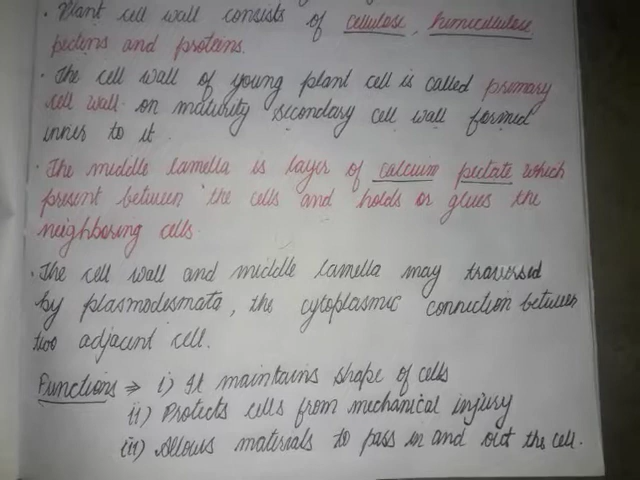 . Plant cell wall consists of cellulose, hemicellulose
pectins and proteins.
. The cell wall of young plant cell is called primary
cell wall. on maturity secondary cell wall formed
inner to it.
. The middle lamella is layer of calcium pectate which
present between the cells and holds or glues the
neighboring cells.
. The cell wall and middle lamella may traversed
by plasmodesmata, the cytoplasmic connection between
two adjacent cell.
Functions ⇒ i) It maintains shape of cells
ii) Protects cells from mechanical injury
iii) Allows materials to pass in and out the cell.